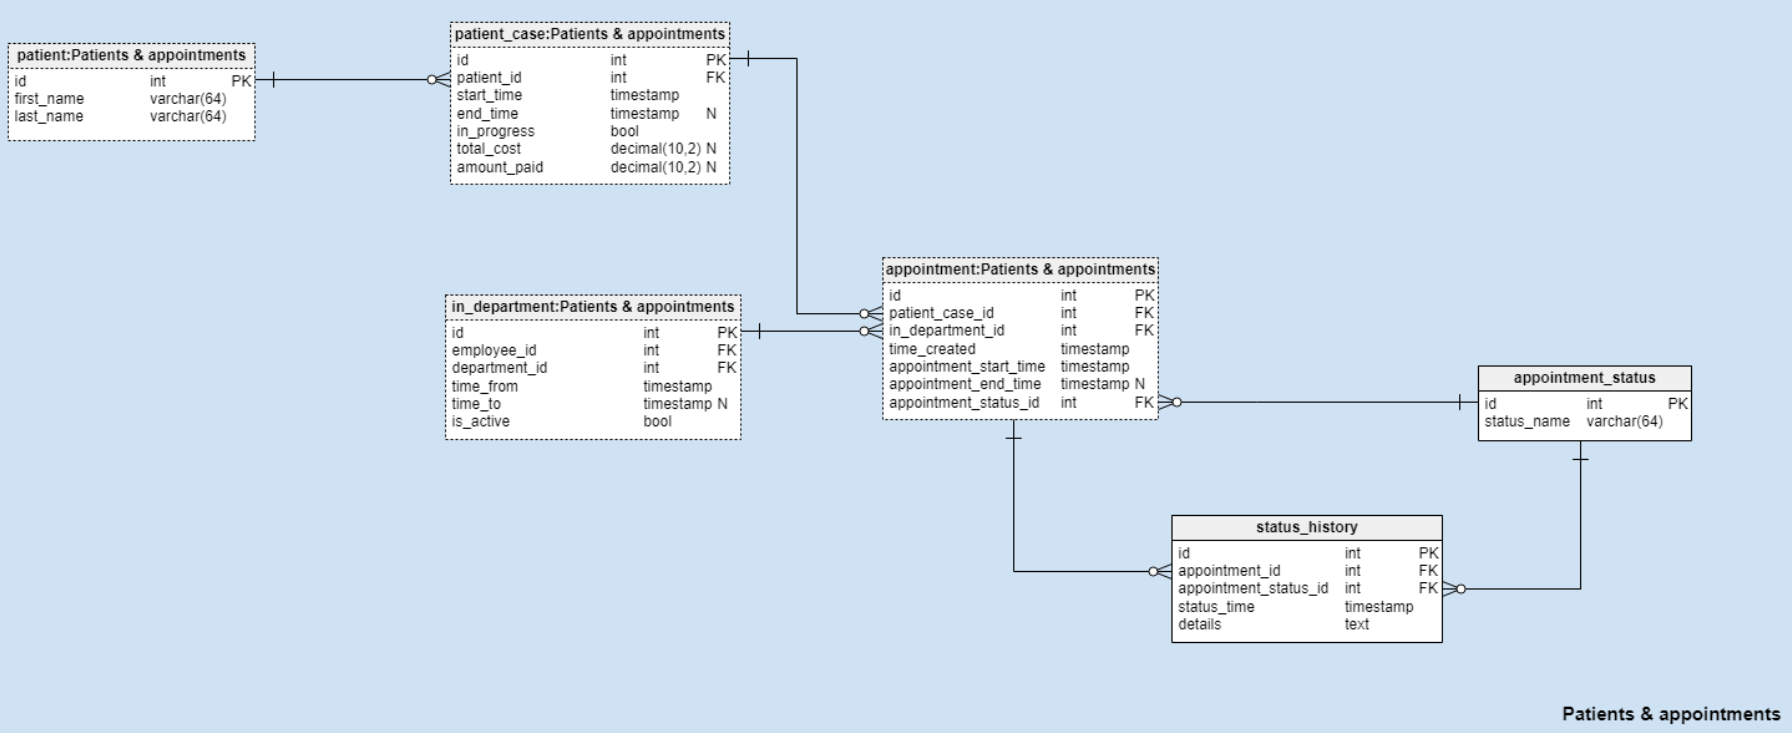 patient:Patients & appointments
id int PK
first_name varchar(64)
last_name varchar(64)
patient_case:Patients & appointments
id int PK
patient_id int FK
start_time timestamp
end_time timestamp N
in_progress bool
total_cost decimal(10,2) N
amount_paid decimal(10,2) N
in_department:Patients & appointments
id int PK
employee_id int FK
department_id int FK
time_from timestamp
time_to timestamp N
is_active bool
appointment:Patients & appointments
id int PK
patient_case_id int FK
in_department_id int FK
time_created timestamp
appointment_start_time timestamp
appointment_end_time timestamp N
appointment_status_id int FK
appointment_status
id int PK
status_name varchar(64)
status_history
id int PK
appointment_id int FK
appointment_status_id int FK
status_time timestamp
details text
Patients & appointments